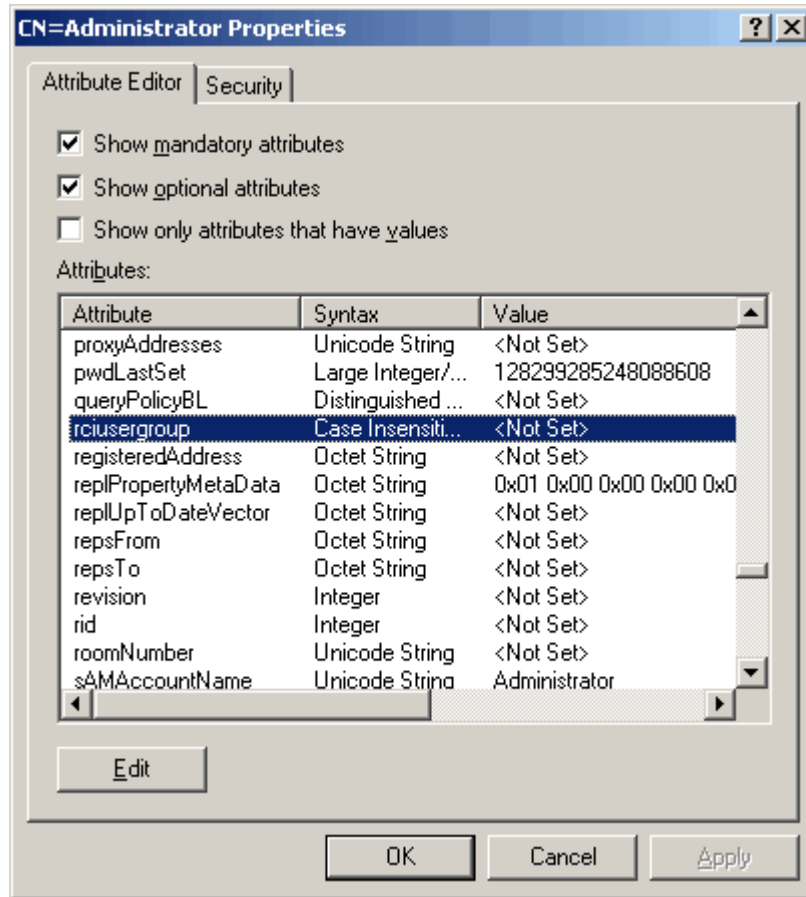 CN=Administrator Properties
Attribute Editor Security
Show mandatory attributes
Show optional attributes
Show only attributes that have values
Attributes:
Attribute Syntax Value
proxyAddresses Unicode String <Not Set>
pwdLastSet Large Integer/... 128299285248088608
queryPolicyBL Distinguished ... <Not Set>
rciusergroup Case Insensiti... <Not Set>
registeredAddress Octet String <Not Set>
replPropertyMetaData Octet String 0x01 0x00 0x00 0x00 0x0
replUpToDateVector Octet String <Not Set>
repsFrom Octet String <Not Set>
repsTo Octet String <Not Set>
revision Integer <Not Set>
rid Integer <Not Set>
roomNumber Unicode String <Not Set>
sAMAccountName Unicode String Administrator
Edit
OK Cancel Apply